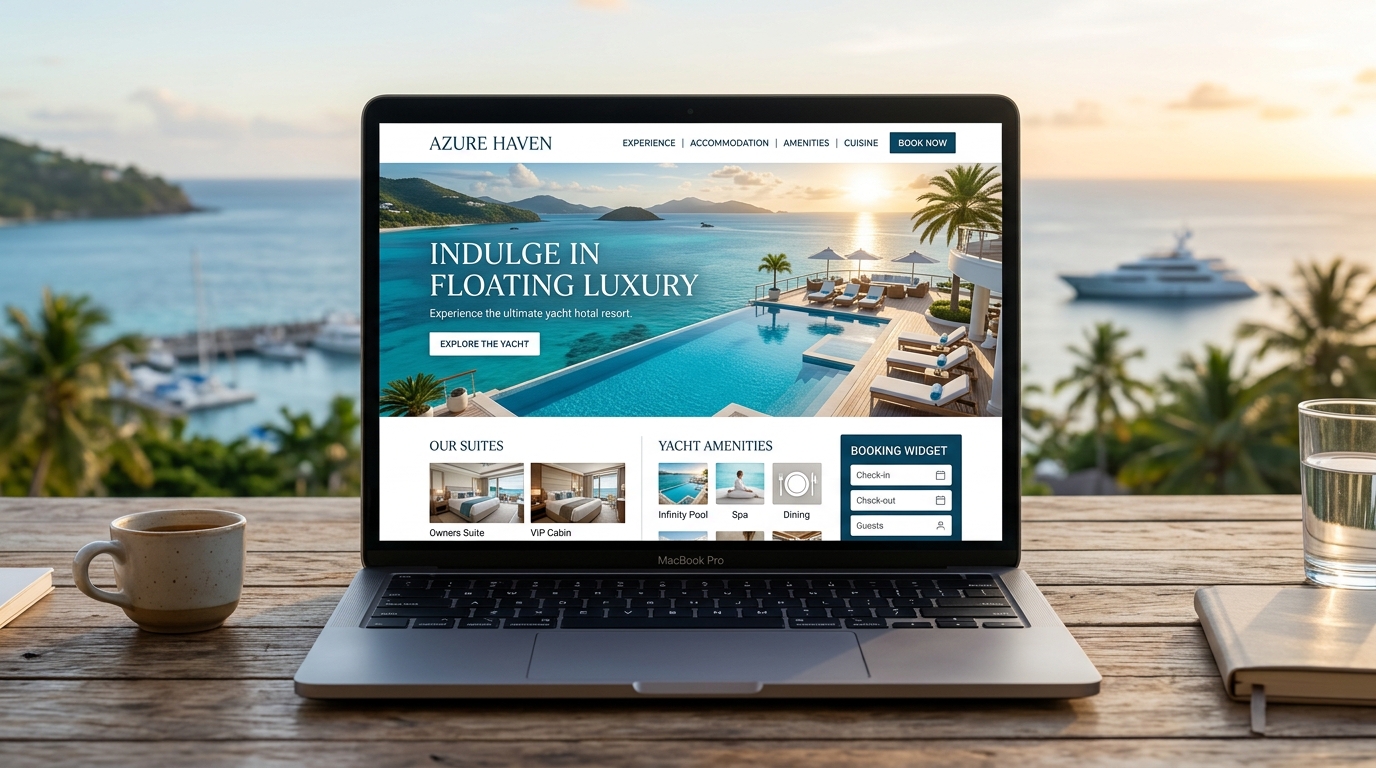 AZURE HAVEN
EXPERIENCE | ACCOMMODATION | AMENITIES | CUISINE
BOOK NOW
INDULGE IN
FLOATING LUXURY
Experience the ultimate yacht hotal resort.
EXPLORE THE YACHT
OUR SUITES
Owners Suite
ViP Cabin
YACHT AMENITIES
Infinity Pool
Spa
Dining
BOOKING WIDGET
Check-in
Chsck-out
Guests
MacBook Pro